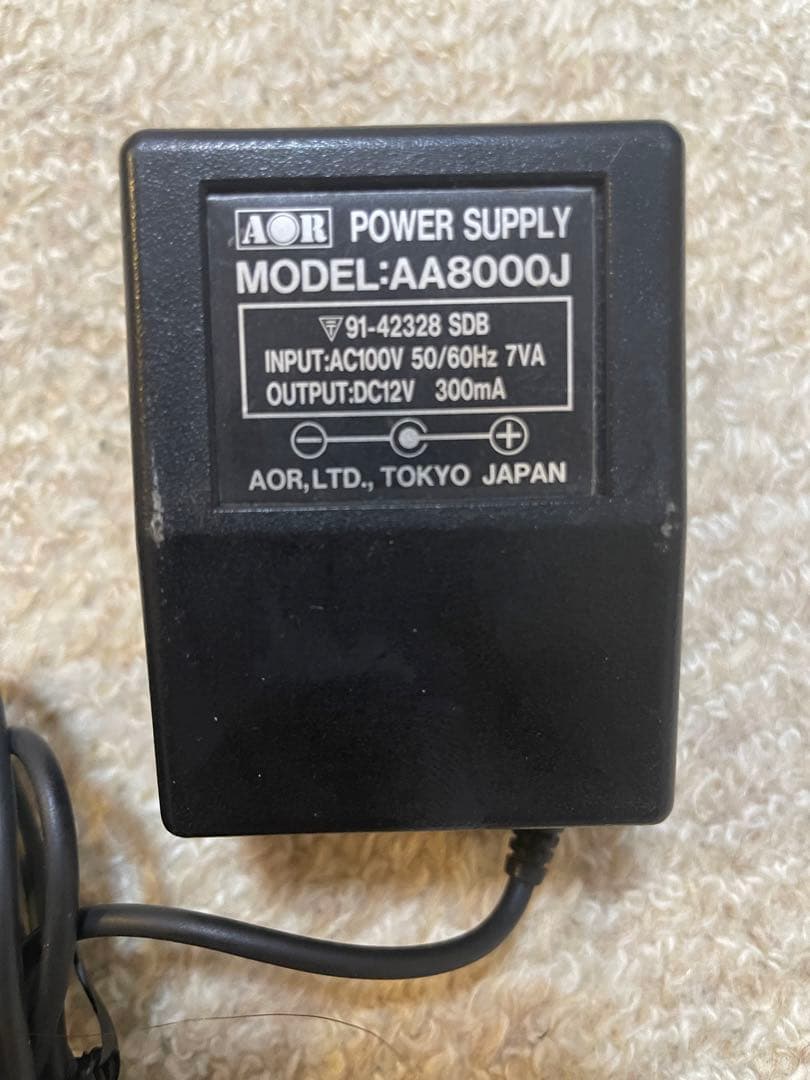 AOR POWER SUPPLY
MODEL:AA8000J
91-42328 SDB
INPUT:AC100V 50/60Hz 7VA
OUTPUT:DC12V 300mA
AOR,LTD., TOKYO JAPAN